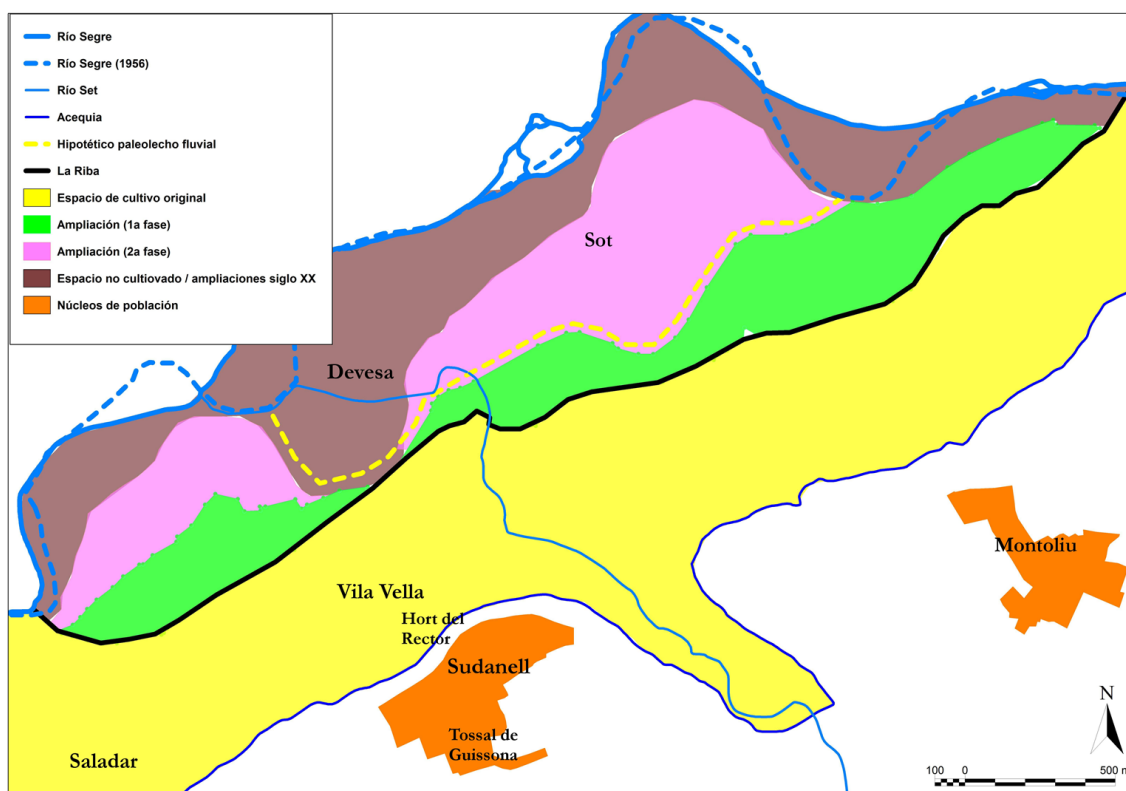 Río Segre
Río Segre (1956)
Río Set
Acequia
Hipotético paleolecho fluvial
La Riba
Espacio de cultivo original
Ampliación (1a fase)
Ampliación (2a fase)
Espacio no cultiovado / ampliaciones siglo XX
Núcleos de población
Sot
Devesa
Montoliu
Vila Vella
Hort del
Rector
Sudanell
Tossal de
Guissona
Saladar
N
100 0 500 m